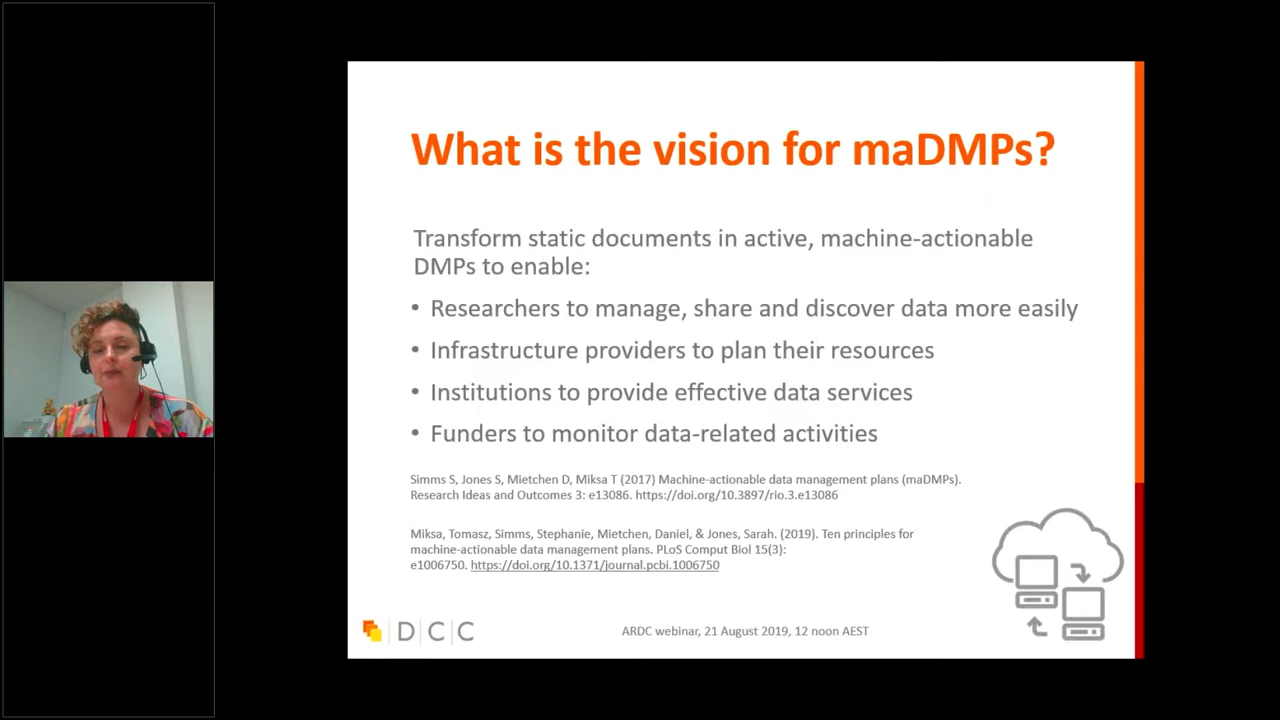 What is the vision for maDMPs?
Transform static documents in active, machine-actionable
DMPs to enable:
• Researchers to manage, share and discover data more easily
• Infrastructure providers to plan their resources
• Institutions to provide effective data services
• Funders to monitor data-related activities
Simms S, Jones S, Mietchen D, Miksa T (2017) Machine-actionable data management plans (maDMPs).
Research Ideas and Outcomes 3: e13086. https://doi.org/10.3897/rio.3.e13086
Miksa, Tomasz, Simms, Stephanie, Mietchen, Daniel, & Jones, Sarah. (2019). Ten principles for
machine-actionable data management plans. PLoS Comput Biol 15(3):
e1006750. https://doi.org/10.1371/journal.pcbi.1006750
D|C|C
ARDC webinar, 21 August 2019, 12 noon AEST